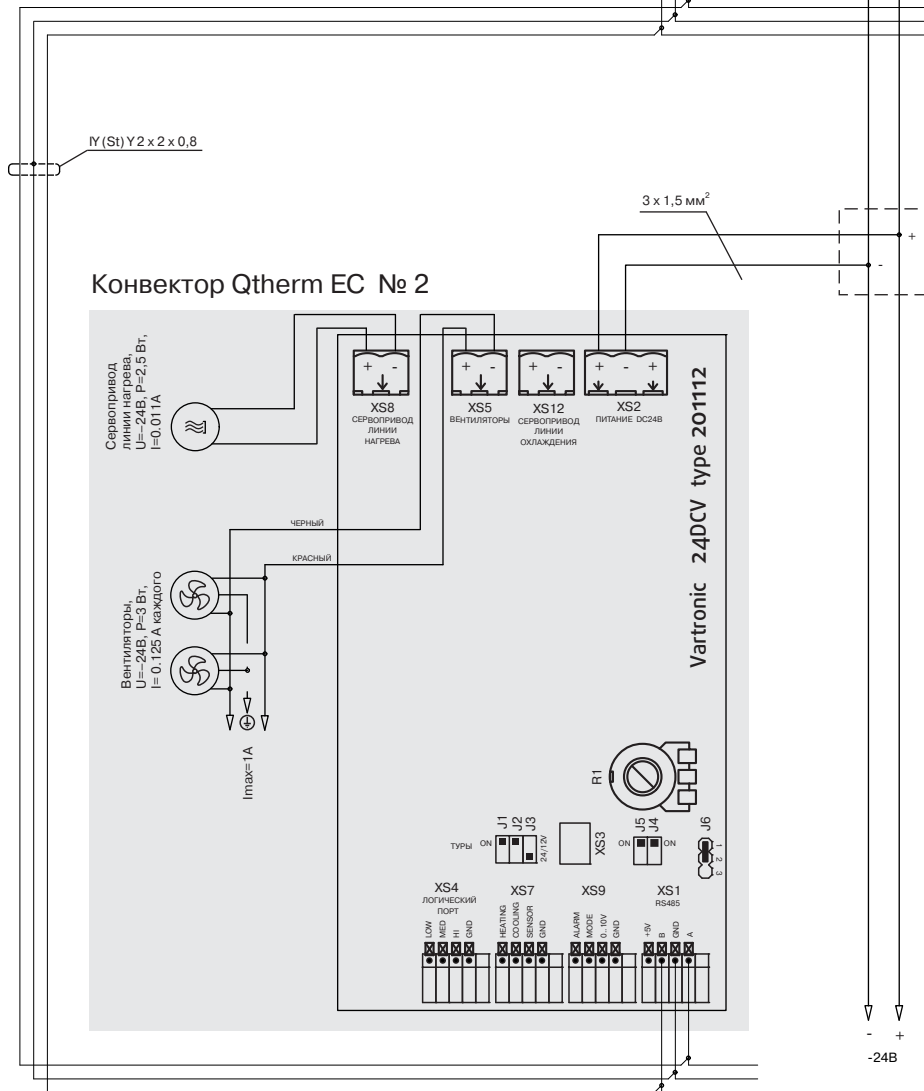 IY (St) Y 2 x 2 x 0,8
3 x 1,5 мм²
+
-
Конвектор Qtherm EC № 2
Сервопривод
линии нагрева,
U=–24В, P=2,5 Вт,
I=0.011А
+ -
XS8
СЕРВОПРИВОД
ЛИНИИ
НАГРЕВА
+ -
XS5
ВЕНТИЛЯТОРЫ
+ -
XS12
СЕРВОПРИВОД
ЛИНИИ
ОХЛАЖДЕНИЯ
+ - +
XS2
ПИТАНИЕ DC24В
Vartronic 24DCV type 201112
ЧЕРНЫЙ
КРАСНЫЙ
Вентиляторы,
U=–24В, P=3 Вт,
I= 0.125 А каждого
Imax=1А
R1
ТУРЫ
ON
J1
J2
J3
24/12V
XS3
ON
J5
J4
ON
J6
1
2
3
XS4
ЛОГИЧЕСКИЙ
ПОРТ
LOW
MED
HI
GND
XS7
HEATING
COOLING
SENSOR
GND
XS9
ALARM
MODE
0...10V
GND
XS1
RS485
+5V
B
GND
A
- +
-24В